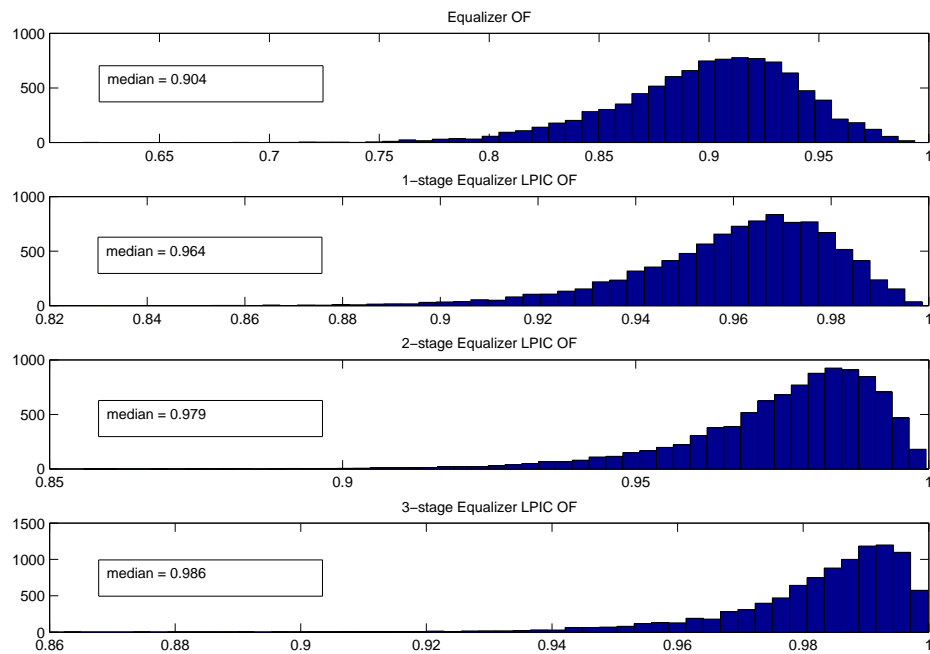 Equalizer OF
1000
500
0
median = 0.904
0.65 0.7 0.75 0.8 0.85 0.9 0.95 1
1−stage Equalizer LPIC OF
1000
500
0
median = 0.964
0.82 0.84 0.86 0.88 0.9 0.92 0.94 0.96 0.98 1
2−stage Equalizer LPIC OF
1000
500
0
median = 0.979
0.85 0.9 0.95 1
3−stage Equalizer LPIC OF
1500
1000
500
0
median = 0.986
0.86 0.88 0.9 0.92 0.94 0.96 0.98 1